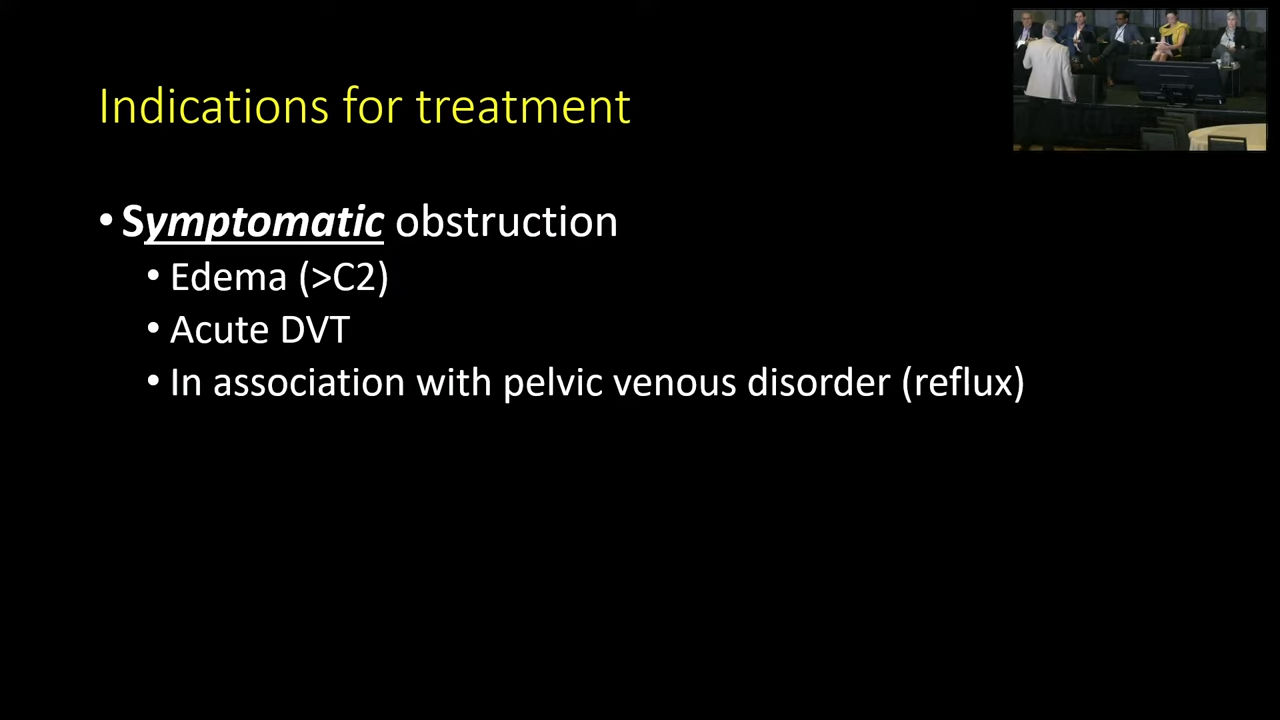 Indications for treatment
• Symptomatic obstruction
• Edema (>C2)
• Acute DVT
• In association with pelvic venous disorder (reflux)